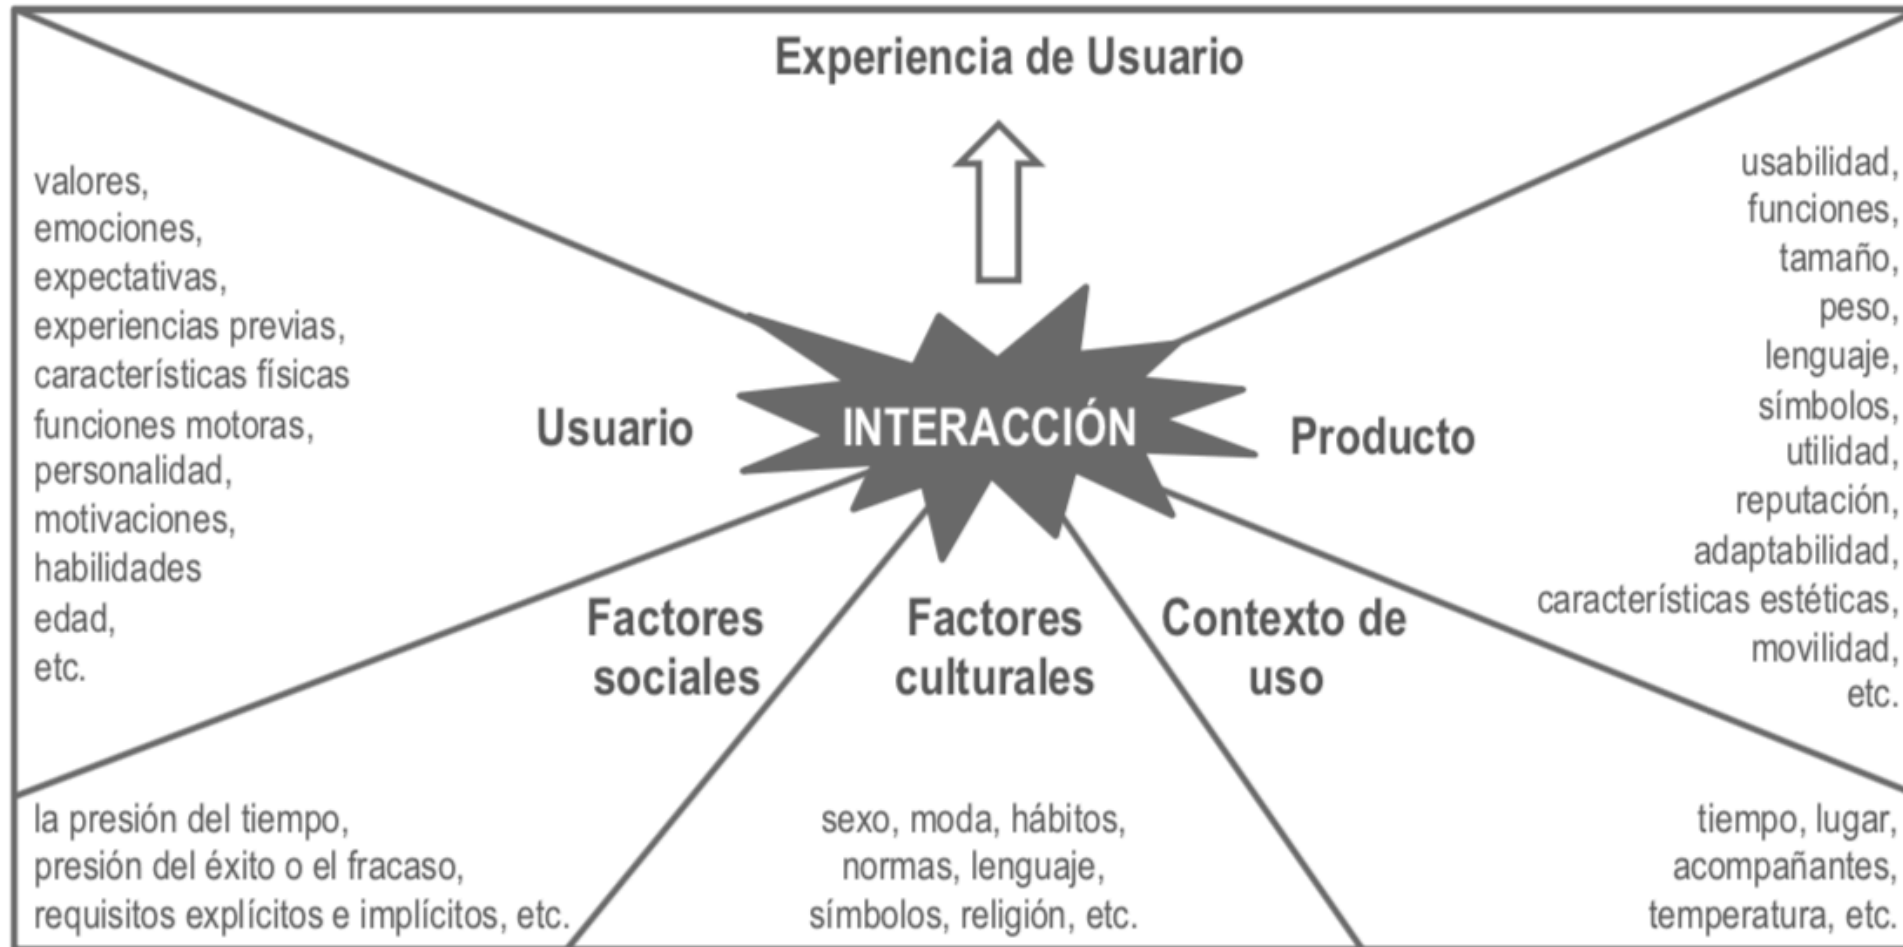 Experiencia de Usuario
valores,
emociones,
expectativas,
experiencias previas,
características físicas
funciones motoras,
personalidad,
motivaciones,
habilidades
edad,
etc.
Usuario
INTERACCIÓN
Producto
usabilidad,
funciones,
tamaño,
peso,
lenguaje,
símbolos,
utilidad,
reputación,
adaptabilidad,
características estéticas,
movilidad,
etc.
Factores
sociales
la presión del tiempo,
presión del éxito o el fracaso,
requisitos explícitos e implícitos, etc.
Factores
culturales
sexo, moda, hábitos,
normas, lenguaje,
símbolos, religión, etc.
Contexto de
uso
tiempo, lugar,
acompañantes,
temperatura, etc.